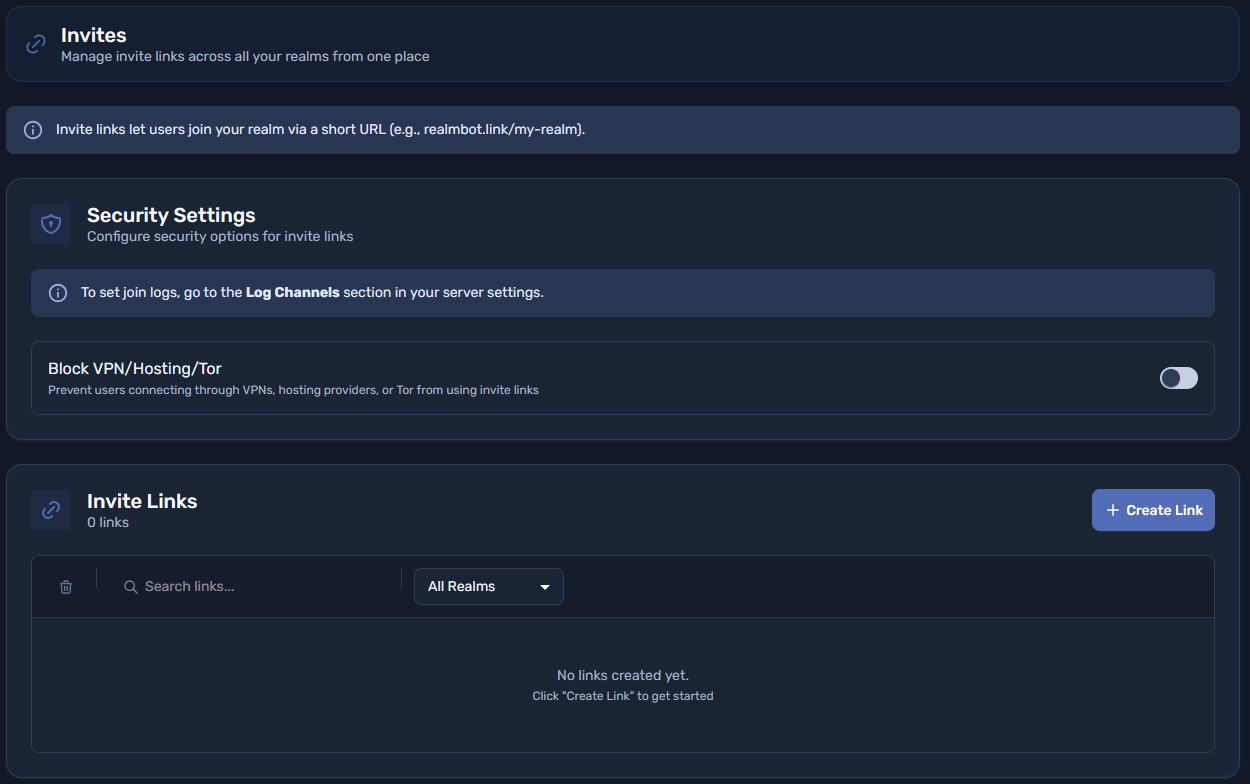 Invites
Manage invite links across all your realms from one place
Invite links let users join your realm via a short URL (e.g., realmbot.link/my-realm).
Security Settings
Configure security options for invite links
To set join logs, go to the Log Channels section in your server settings.
Block VPN/Hosting/Tor
Prevent users connecting through VPNs, hosting providers, or Tor from using invite links
Invite Links
0 links
+ Create Link
Search links...
All Realms
No links created yet.
Click "Create Link" to get started